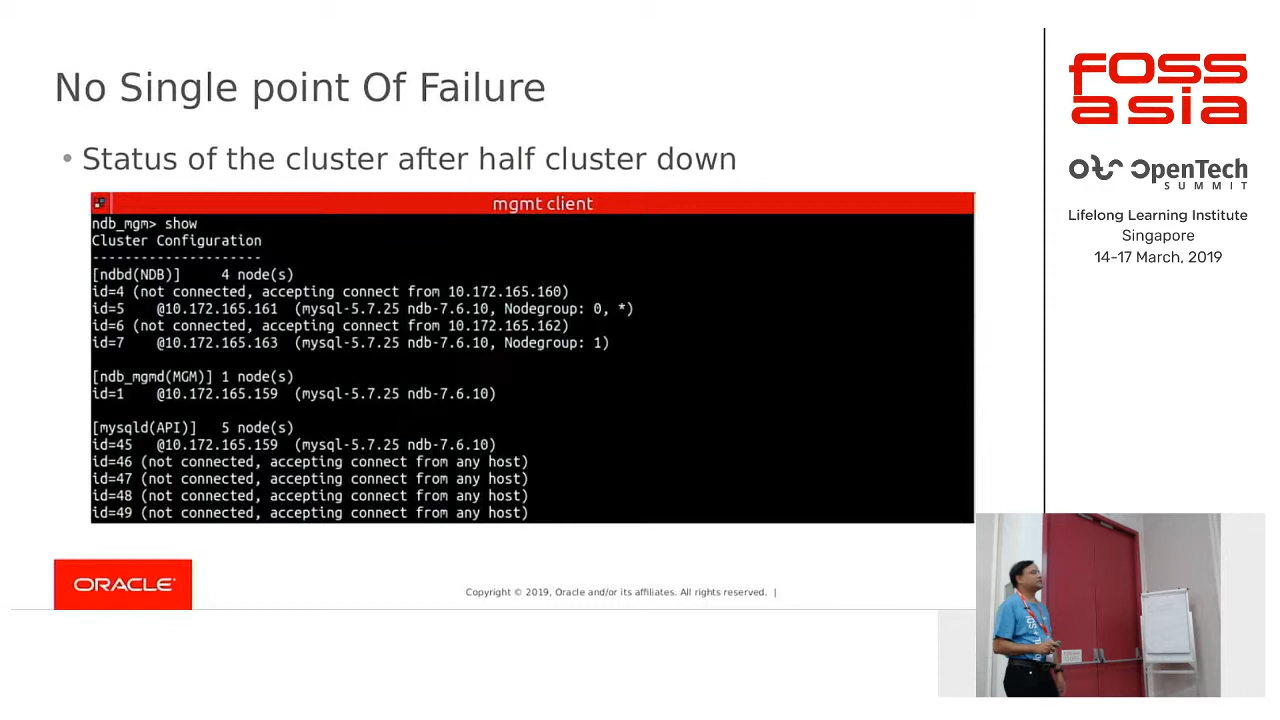 No Single point Of Failure
• Status of the cluster after half cluster down
mgmt client
ndb_mgm> show
Cluster Configuration
---------------------
[ndbd(NDB)]     4 node(s)
id=4 (not connected, accepting connect from 10.172.165.160)
id=5    @10.172.165.161  (mysql-5.7.25 ndb-7.6.10, Nodegroup: 0, *)
id=6 (not connected, accepting connect from 10.172.165.162)
id=7    @10.172.165.163  (mysql-5.7.25 ndb-7.6.10, Nodegroup: 1)
[ndb_mgmd(MGM)] 1 node(s)
id=1    @10.172.165.159  (mysql-5.7.25 ndb-7.6.10)
[mysqld(API)]   5 node(s)
id=45   @10.172.165.159  (mysql-5.7.25 ndb-7.6.10)
id=46 (not connected, accepting connect from any host)
id=47 (not connected, accepting connect from any host)
id=48 (not connected, accepting connect from any host)
id=49 (not connected, accepting connect from any host)
ORACLE
Copyright © 2019, Oracle and/or its affiliates. All rights reserved. |
fOSS
asia
OpenTech
SUMMIT
Lifelong Learning Institute
Singapore
14-17 March, 2019